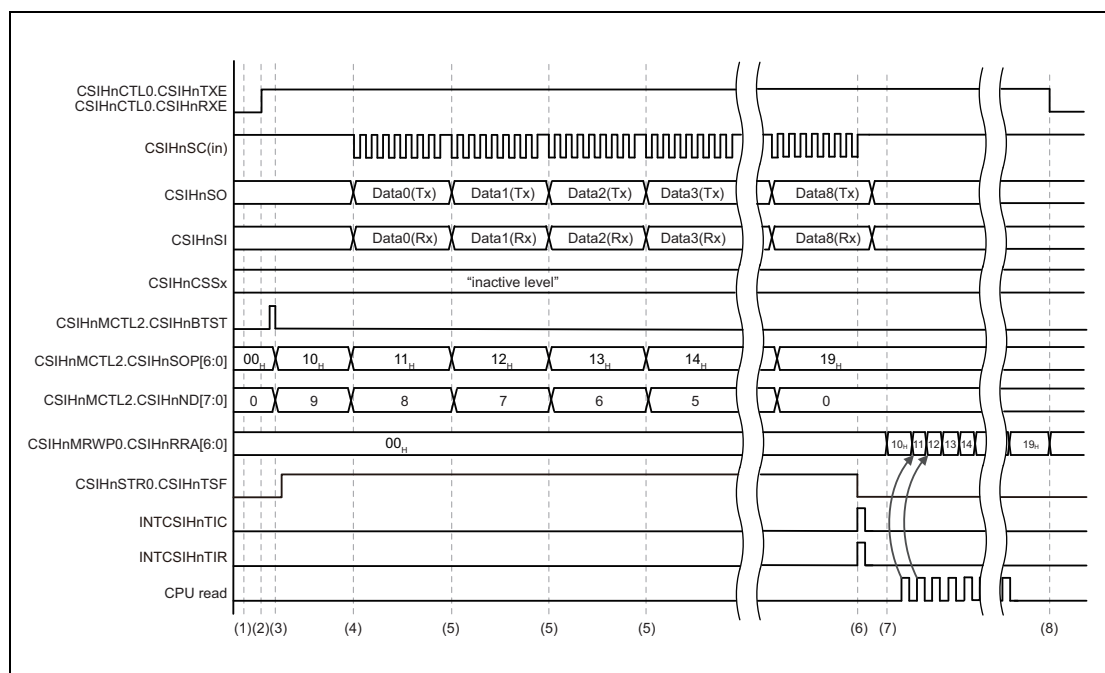 CSIHnCTL0.CSIHnTXE
CSIHnCTL0.CSIHnRXE
CSIHnSC(in)
CSIHnSO Data0(Tx) Data1(Tx) Data2(Tx) Data3(Tx) Data8(Tx)
CSIHnSI Data0(Rx) Data1(Rx) Data2(Rx) Data3(Rx) Data8(Rx)
CSIHnCSSx “inactive level”
CSIHnMCTL2.CSIHnBTST
CSIHnMCTL2.CSIHnSOP[6:0] 00H 10H 11H 12H 13H 14H 19H
CSIHnMCTL2.CSIHnND[7:0] 0 9 8 7 6 5 0
CSIHnMRWP0.CSIHnRRA[6:0] 00H 10H 11 12 13 14 19H
CSIHnSTR0.CSIHnTSF
INTCSIHnTIC
INTCSIHnTIR
CPU read
(1)(2)(3) (4) (5) (5) (5) (6) (7) (8)